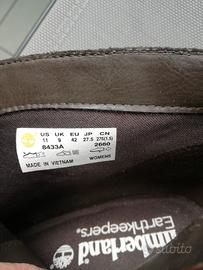 US UK EU JP CN
11 9 42 27.5 275(1.5)
8433A 2660
MADE IN VIETNAM WOMENS
Timberland
Earthkeepers.
subito